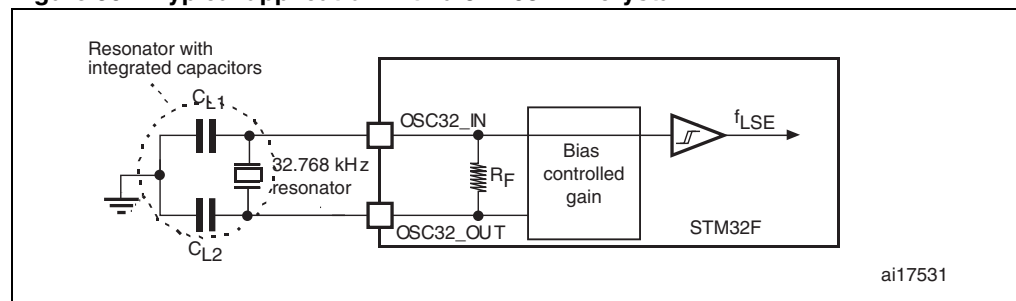 Resonator with
integrated capacitors
CL1
OSC32_IN
fLSE
32.768 kHz
resonator
RF
Bias
controlled
gain
OSC32_OUT
STM32F
CL2
ai17531